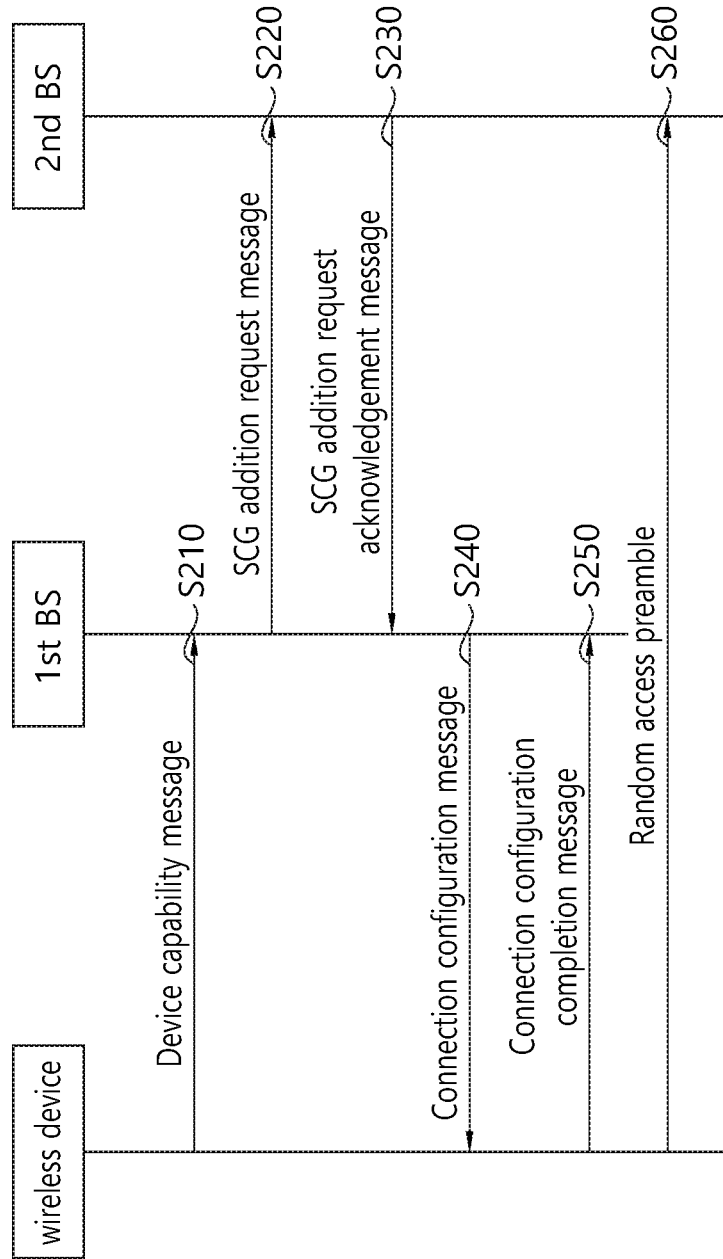 wireless device
1st BS
2nd BS
Device capability message
S210
SCG addition request message
S220
SCG addition request
acknowledgement message
S230
Connection configuration message
S240
Connection configuration
completion message
S250
Random access preamble
S260